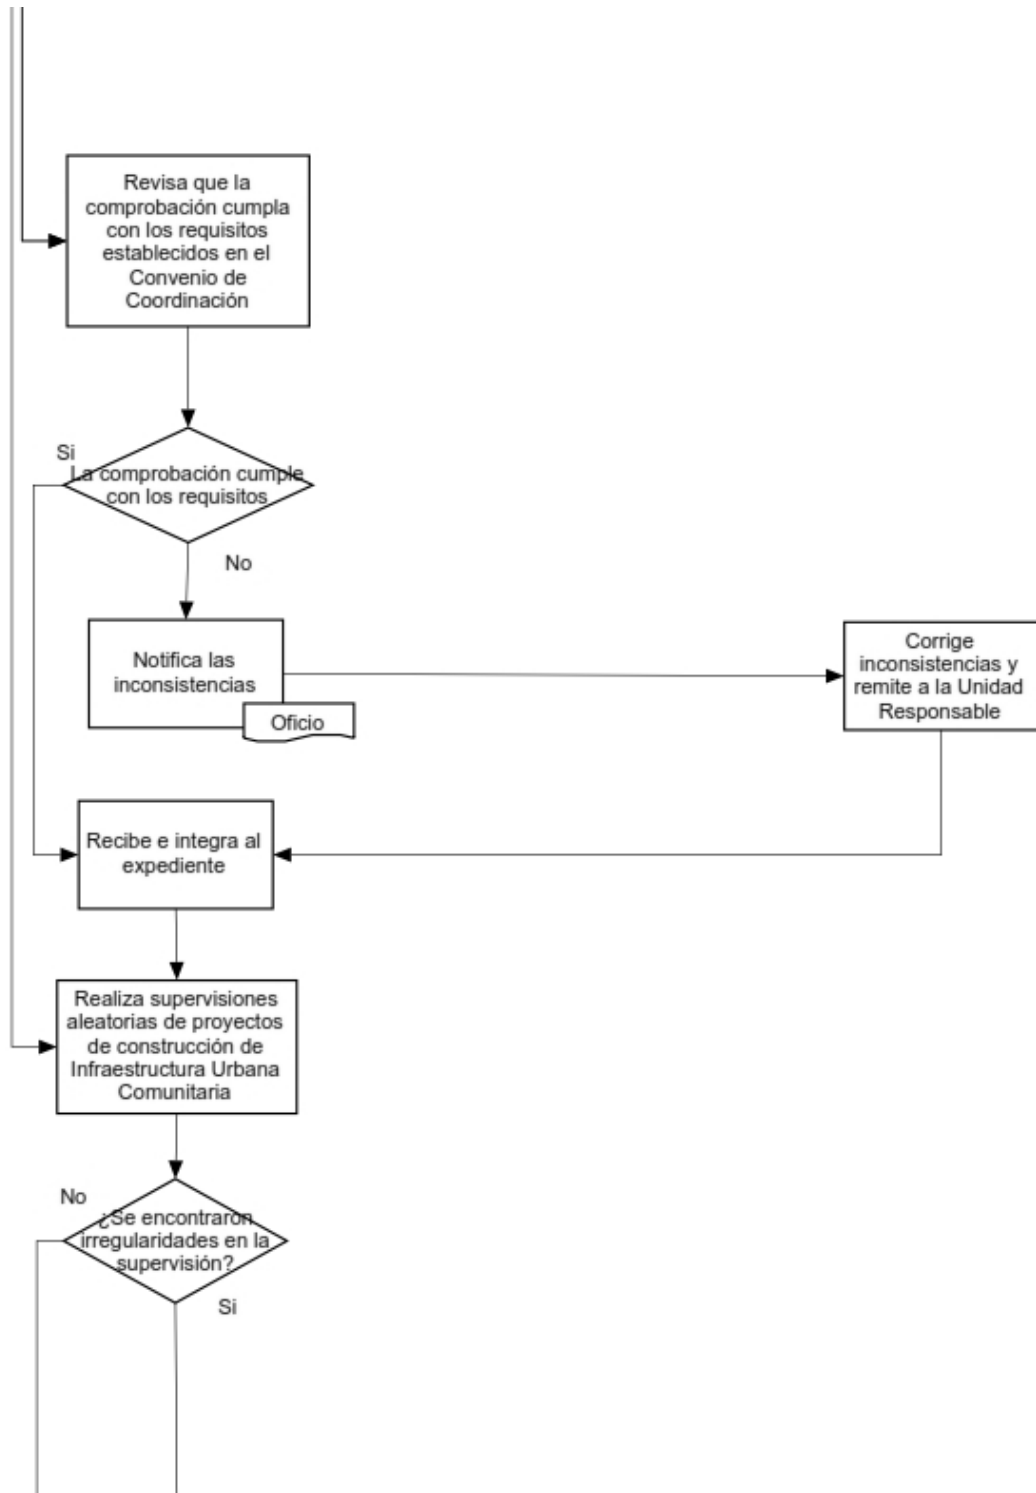 Revisa que la
comprobación cumpla
con los requisitos
establecidos en el
Convenio de
Coordinación
Si
La comprobación cumple
con los requisitos
No
Notifica las
inconsistencias
Oficio
Corrige
inconsistencias y
remite a la Unidad
Responsable
Recibe e integra al
expediente
Realiza supervisiones
aleatorias de proyectos
de construcción de
Infraestructura Urbana
Comunitaria
No
¿Se encontraron
irregularidades en la
supervisión?
Si